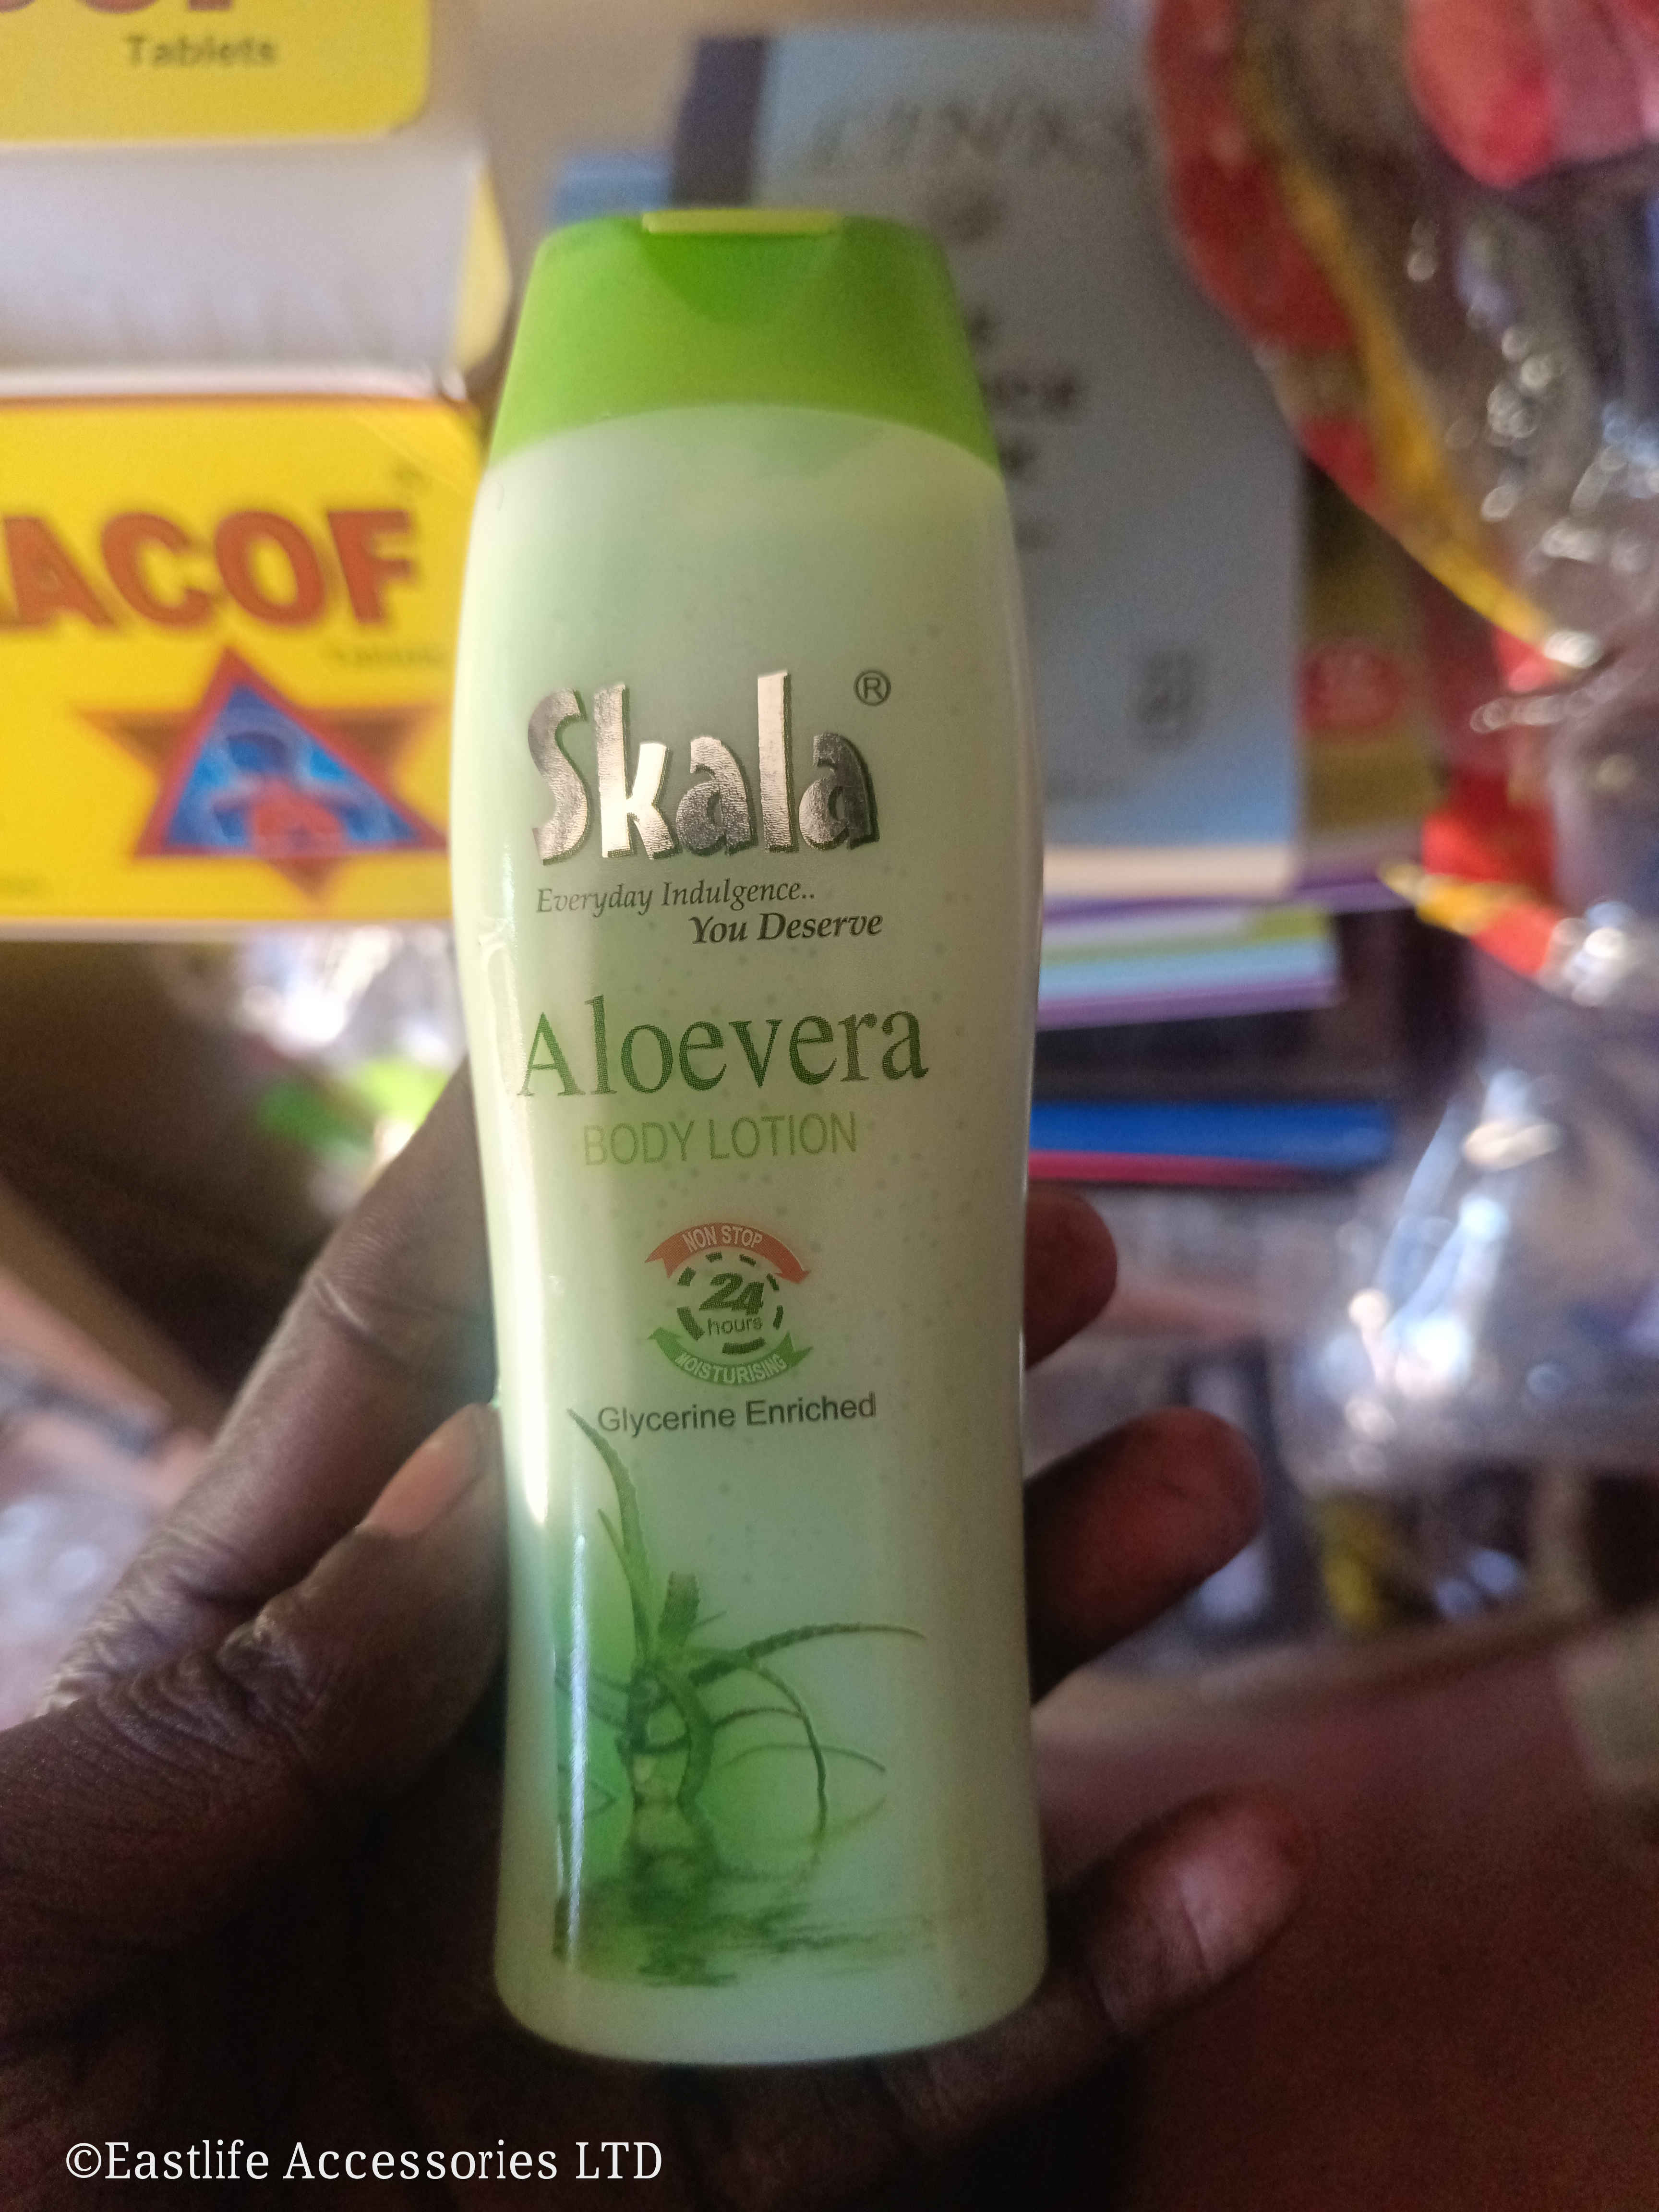 Tablets
ACOF
Skala®
Everyday Indulgence..
You Deserve
Aloevera
BODY LOTION
NON STOP
24
hours
MOISTURISING
Glycerine Enriched
©Eastlife Accessories LTD